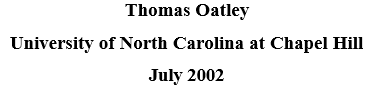 Thomas Oatley
University of North Carolina at Chapel Hill
July 2002